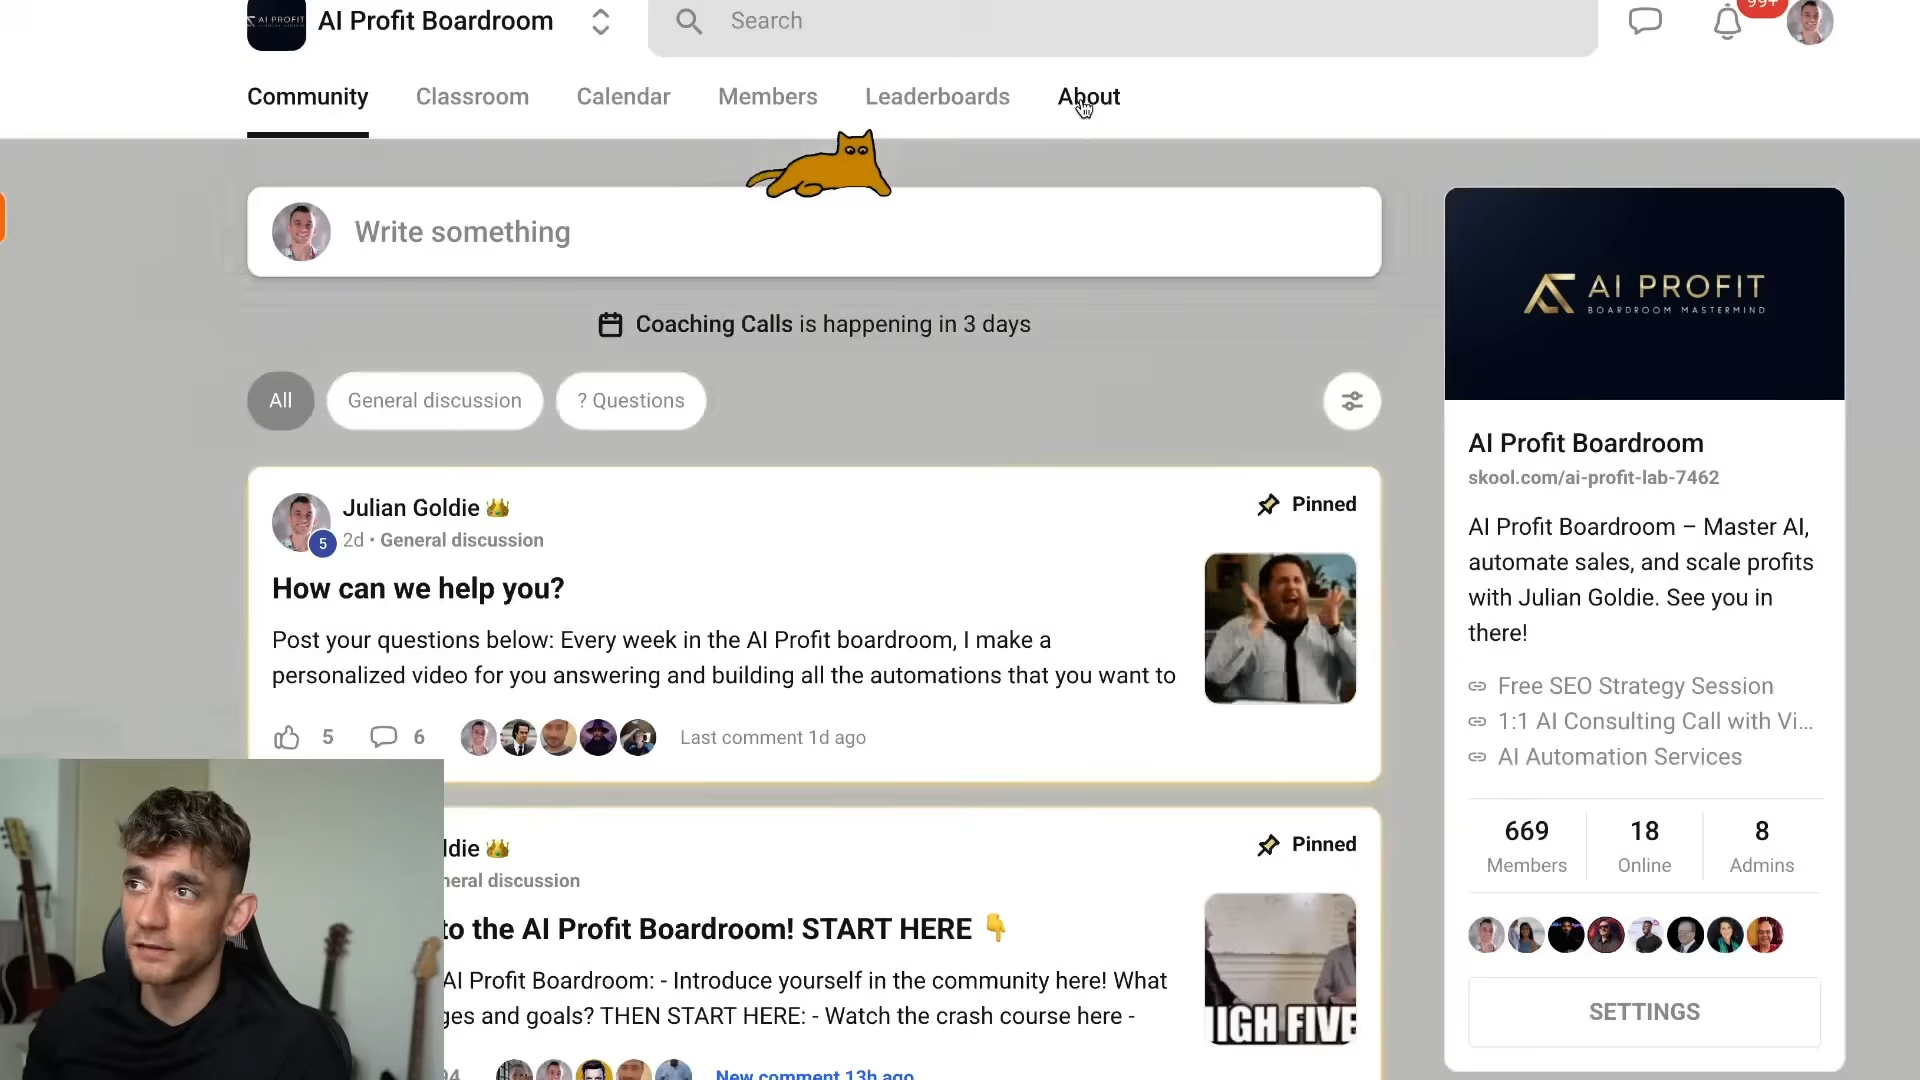 AI PROFIT
AI Profit Boardroom
Search
99+
Community
Classroom
Calendar
Members
Leaderboards
About
Write something
Coaching Calls is happening in 3 days
All
General discussion
? Questions
Julian Goldie
5
2d • General discussion
Pinned
How can we help you?
Post your questions below: Every week in the AI Profit boardroom, I make a
personalized video for you answering and building all the automations that you want to
5
6
Last comment 1d ago
ldie
neral discussion
Pinned
to the AI Profit Boardroom! START HERE
AI Profit Boardroom: - Introduce yourself in the community here! What
ges and goals? THEN START HERE: - Watch the crash course here -
HIGH FIVE
94
New comment 13h ago
AI PROFIT
BOARDROOM MASTERMIND
AI Profit Boardroom
skool.com/ai-profit-lab-7462
AI Profit Boardroom – Master AI,
automate sales, and scale profits
with Julian Goldie. See you in
there!
Free SEO Strategy Session
1:1 AI Consulting Call with Vi...
AI Automation Services
669
Members
18
Online
8
Admins
SETTINGS